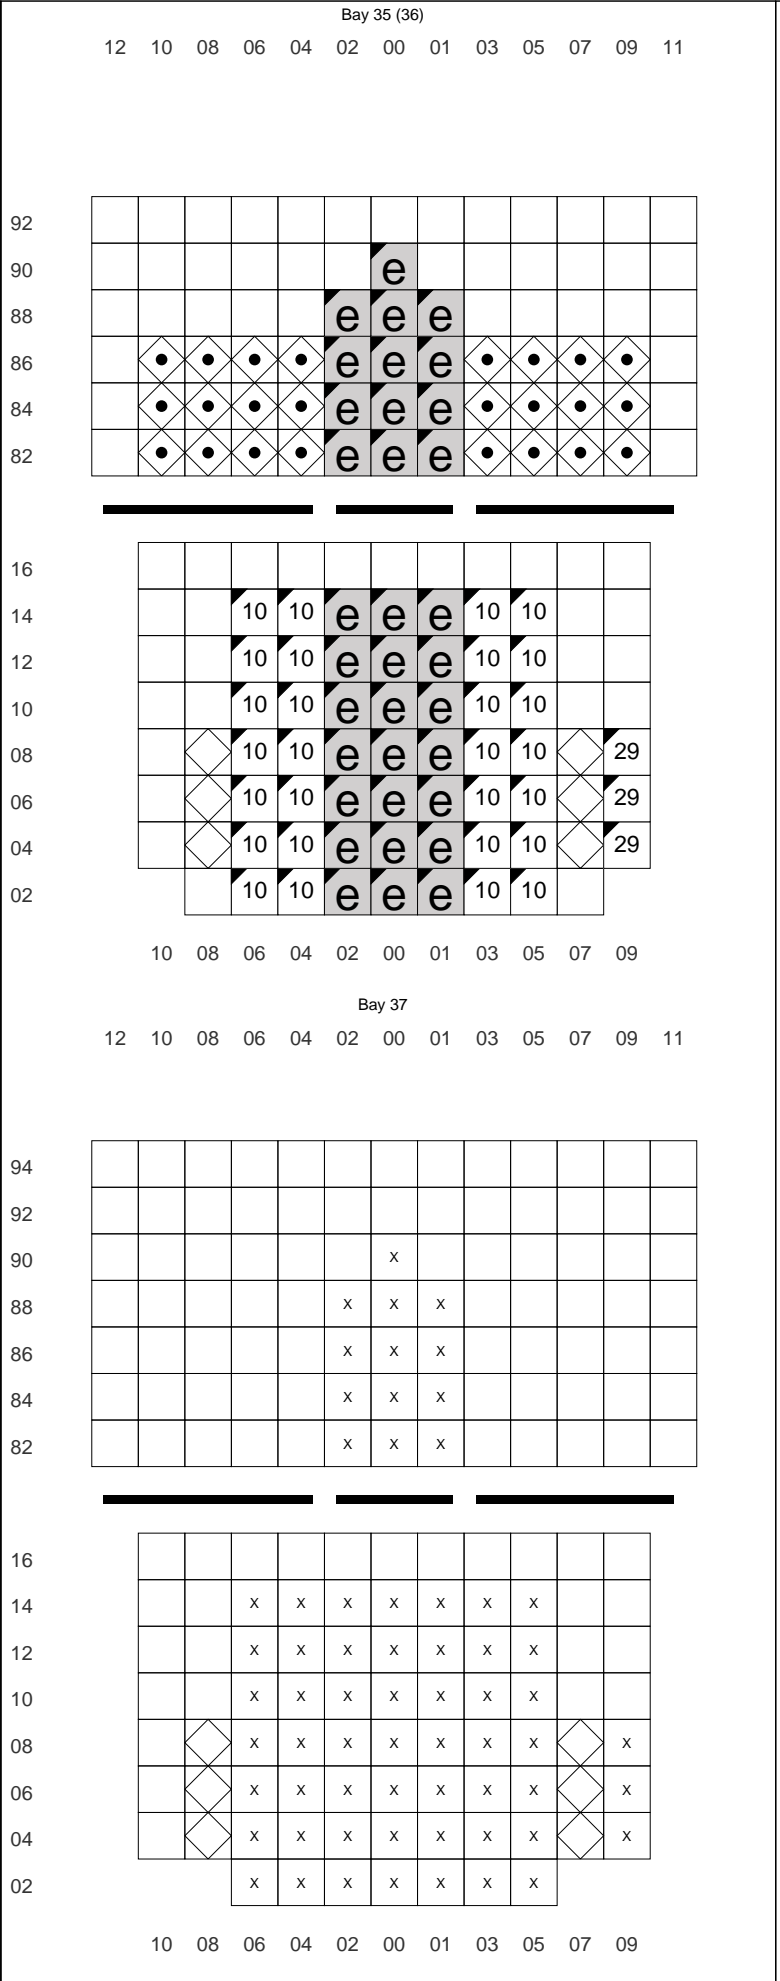 Bay 35 (36)
12 10 08 06 04 02 00 01 03 05 07 09 11
92
90 e
88 e e e
86 e e e
84 e e e
82 e e e
16
14 10 10 e e e 10 10
12 10 10 e e e 10 10
10 10 10 e e e 10 10
08 10 10 e e e 10 10 29
06 10 10 e e e 10 10 29
04 10 10 e e e 10 10 29
02 10 10 e e e 10 10
10 08 06 04 02 00 01 03 05 07 09
Bay 37
12 10 08 06 04 02 00 01 03 05 07 09 11
94
92
90 x
88 x x x
86 x x x
84 x x x
82 x x x
16
14 x x x x x x x
12 x x x x x x x
10 x x x x x x x
08 x x x x x x x x
06 x x x x x x x x
04 x x x x x x x x
02 x x x x x x x
10 08 06 04 02 00 01 03 05 07 09